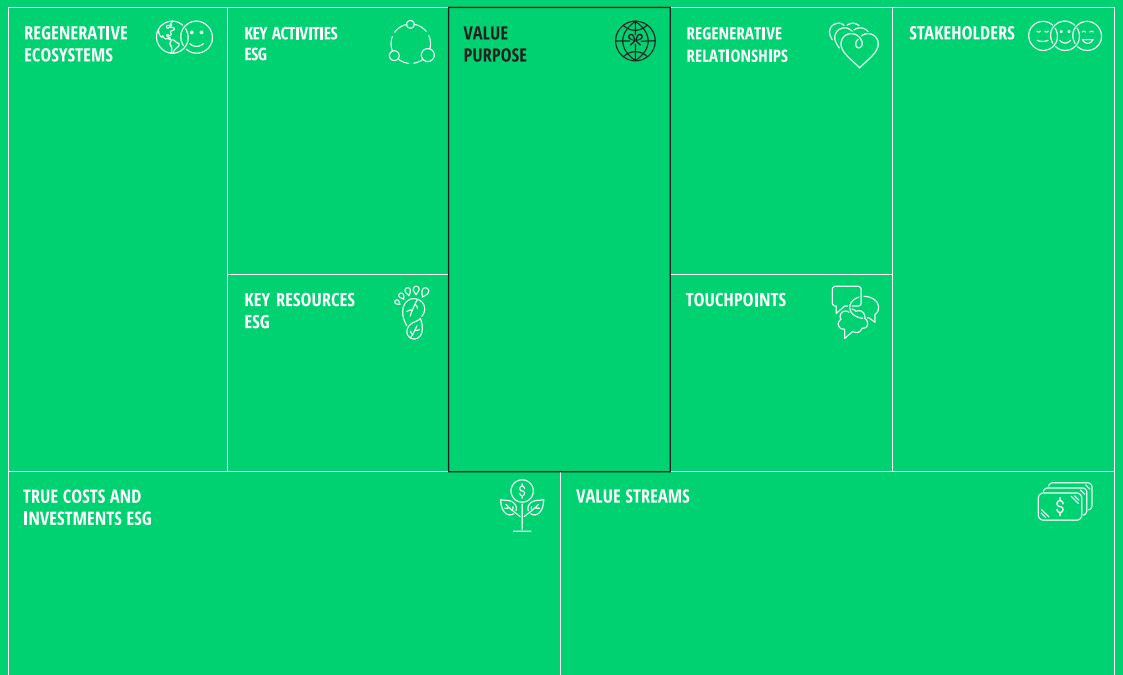 REGENERATIVE
ECOSYSTEMS
KEY ACTIVITIES
ESG
VALUE
PURPOSE
REGENERATIVE
RELATIONSHIPS
STAKEHOLDERS
KEY RESOURCES
ESG
TOUCHPOINTS
TRUE COSTS AND
INVESTMENTS ESG
$
VALUE STREAMS
$